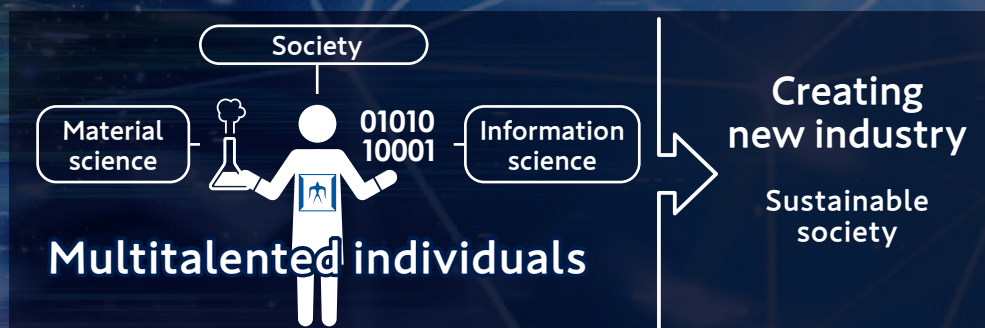 Society
Material
science
01010
10001
Information
science
Multitalented individuals
Creating
new industry
Sustainable
society